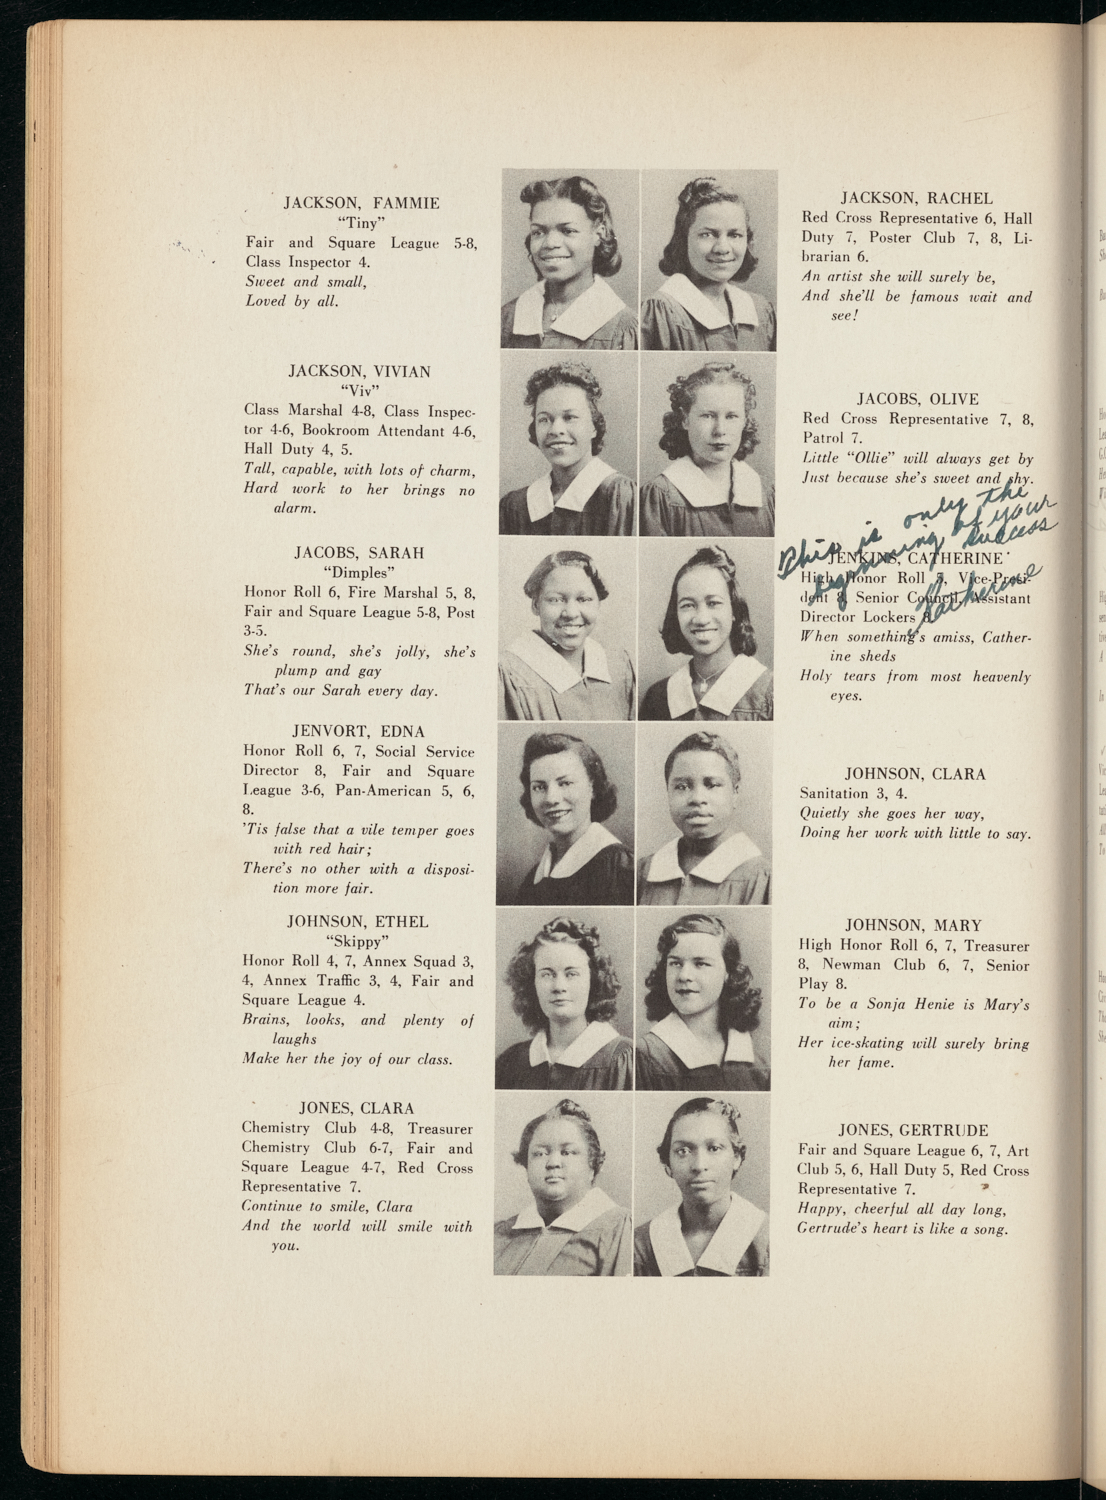 JACKSON, FAMMIE
"Tiny"
Fair and Square League 5-8,
Class Inspector 4.
Sweet and small,
Loved by all.
JACKSON, VIVIAN
"Viv"
Class Marshal 4-8, Class Inspec-
tor 4-6, Bookroom Attendant 4-6,
Hall Duty 4, 5.
Tall, capable, with lots of charm,
Hard work to her brings no
alarm.
JACOBS, SARAH
"Dimples"
Honor Roll 6, Fire Marshal 5, 8,
Fair and Square League 5-8, Post
3-5.
She's round, she's jolly, she's
plump and gay
That's our Sarah every day.
JENVORT, EDNA
Honor Roll 6, 7, Social Service
Director 8, Fair and Square
League 3-6, Pan-American 5, 6,
8.
'Tis false that a vile temper goes
with red hair;
There's no other with a disposi-
tion more fair.
JOHNSON, ETHEL
"Skippy"
Honor Roll 4, 7, Annex Squad 3,
4, Annex Traffic 3, 4, Fair and
Square League 4.
Brains, looks, and plenty of
laughs
Make her the joy of our class.
JONES, CLARA
Chemistry Club 4-8, Treasurer
Chemistry Club 6-7, Fair and
Square League 4-7, Red Cross
Representative 7.
Continue to smile, Clara
And the world will smile with
you.
JACKSON, RACHEL
Red Cross Representative 6, Hall
Duty 7, Poster Club 7, 8, Li-
brarian 6.
An artist she will surely be,
And she'll be famous wait and
see!
JACOBS, OLIVE
Red Cross Representative 7, 8,
Patrol 7.
Little "Ollie" will always get by
Just because she's sweet and shy.
This is only the
beginning of your
success
Katherine
JENKINS, CATHERINE
High Honor Roll 5, Vice-Presi-
dent 8, Senior Council, Assistant
Director Lockers 8.
When something's amiss, Cather-
ine sheds
Holy tears from most heavenly
eyes.
JOHNSON, CLARA
Sanitation 3, 4.
Quietly she goes her way,
Doing her work with little to say.
JOHNSON, MARY
High Honor Roll 6, 7, Treasurer
8, Newman Club 6, 7, Senior
Play 8.
To be a Sonja Henie is Mary's
aim;
Her ice-skating will surely bring
her fame.
JONES, GERTRUDE
Fair and Square League 6, 7, Art
Club 5, 6, Hall Duty 5, Red Cross
Representative 7.
Happy, cheerful all day long,
Gertrude's heart is like a song.